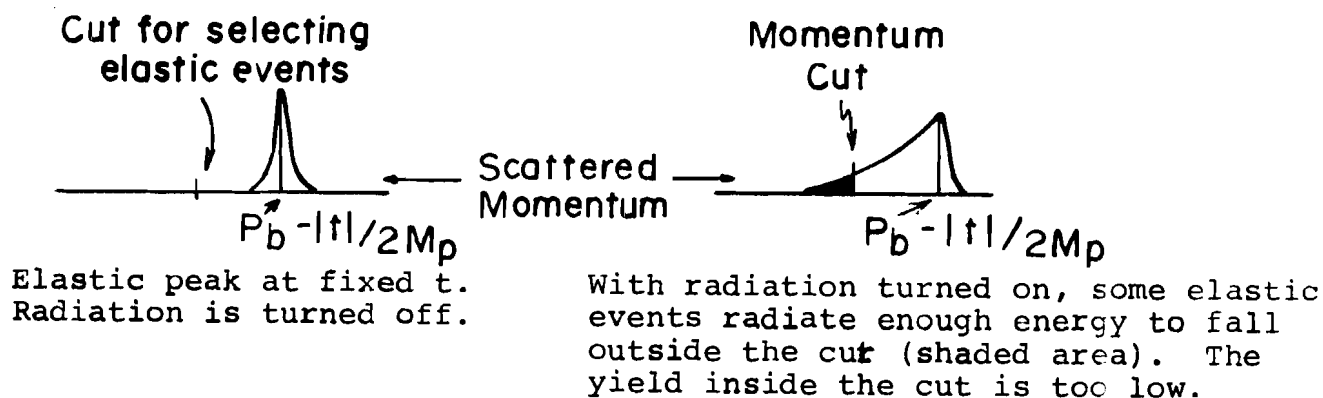 Cut for selecting
elastic events
P_b -|t|/2M_p
Elastic peak at fixed t.
Radiation is turned off.
Scattered
Momentum
Momentum
Cut
P_b -|t|/2M_p
With radiation turned on, some elastic
events radiate enough energy to fall
outside the cut (shaded area). The
yield inside the cut is too low.